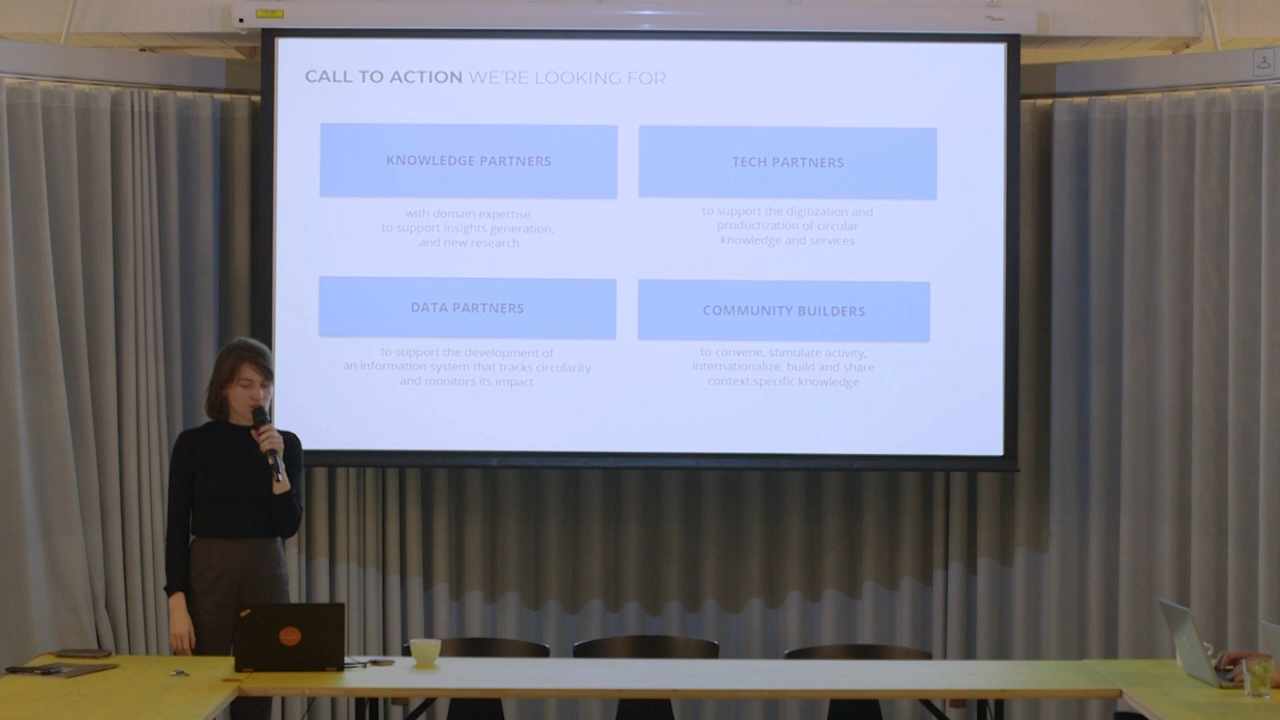 CALL TO ACTION WE'RE LOOKING FOR
KNOWLEDGE PARTNERS
with domain expertise
to support insights generation,
and new research
TECH PARTNERS
to support the digitization and
productization of circular
knowledge and services
DATA PARTNERS
to support the development of
an information system that tracks circularity
and monitors its impact
COMMUNITY BUILDERS
to convene, stimulate activity,
internationalize, build and share
context specific knowledge